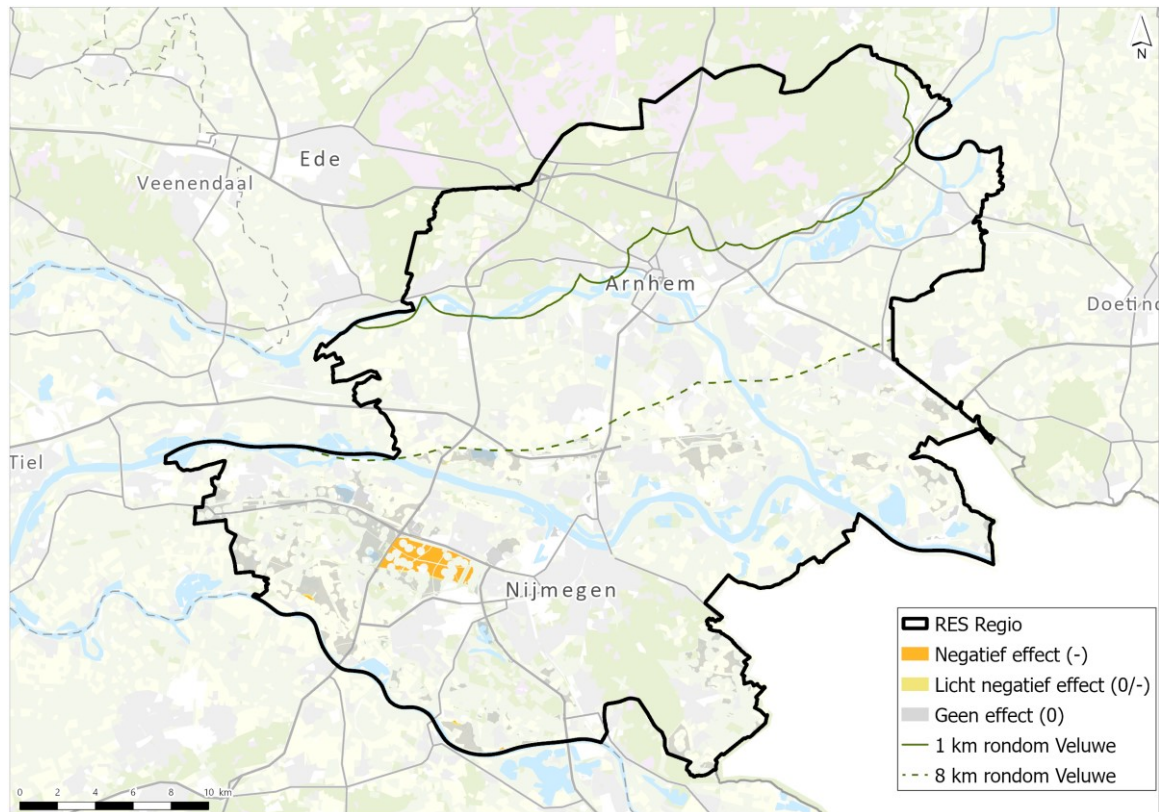 N
Ede
Veenendaal
Arnhem
Doetinc
Tiel
Nijmegen
RES Regio
Negatief effect (-)
Licht negatief effect (0/-)
Geen effect (0)
1 km rondom Veluwe
8 km rondom Veluwe
0 2 4 6 8 10 km